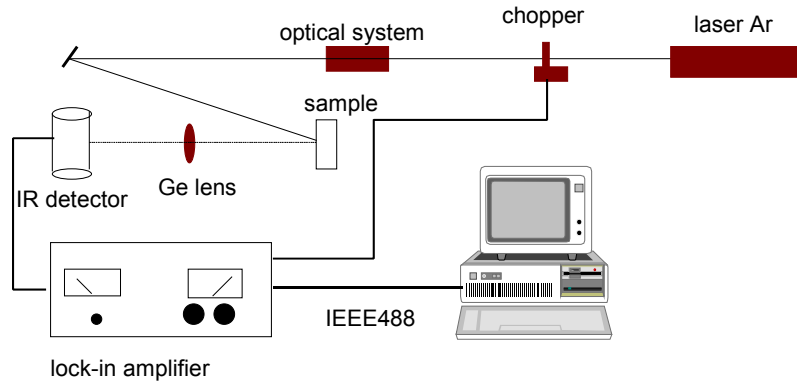 chopper
laser Ar
optical system
sample
Ge lens
IR detector
IEEE488
lock-in amplifier